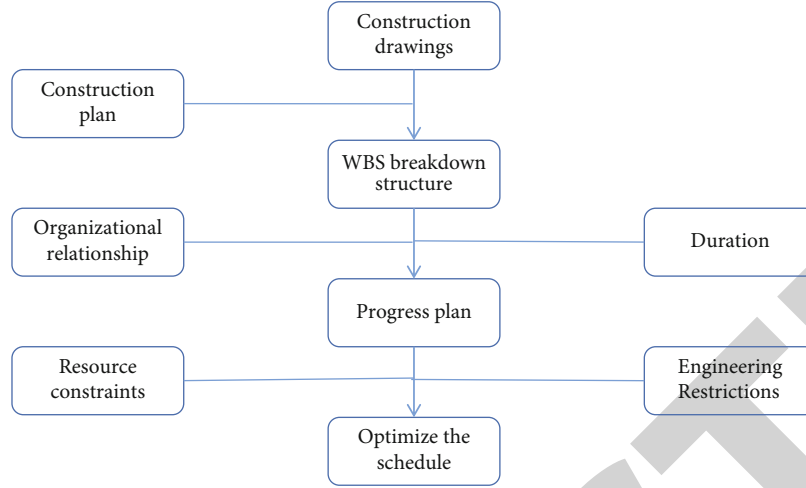 Construction
drawings
Construction
plan
WBS breakdown
structure
Organizational
relationship
Duration
Progress plan
Resource
constraints
Engineering
Restrictions
Optimize the
schedule